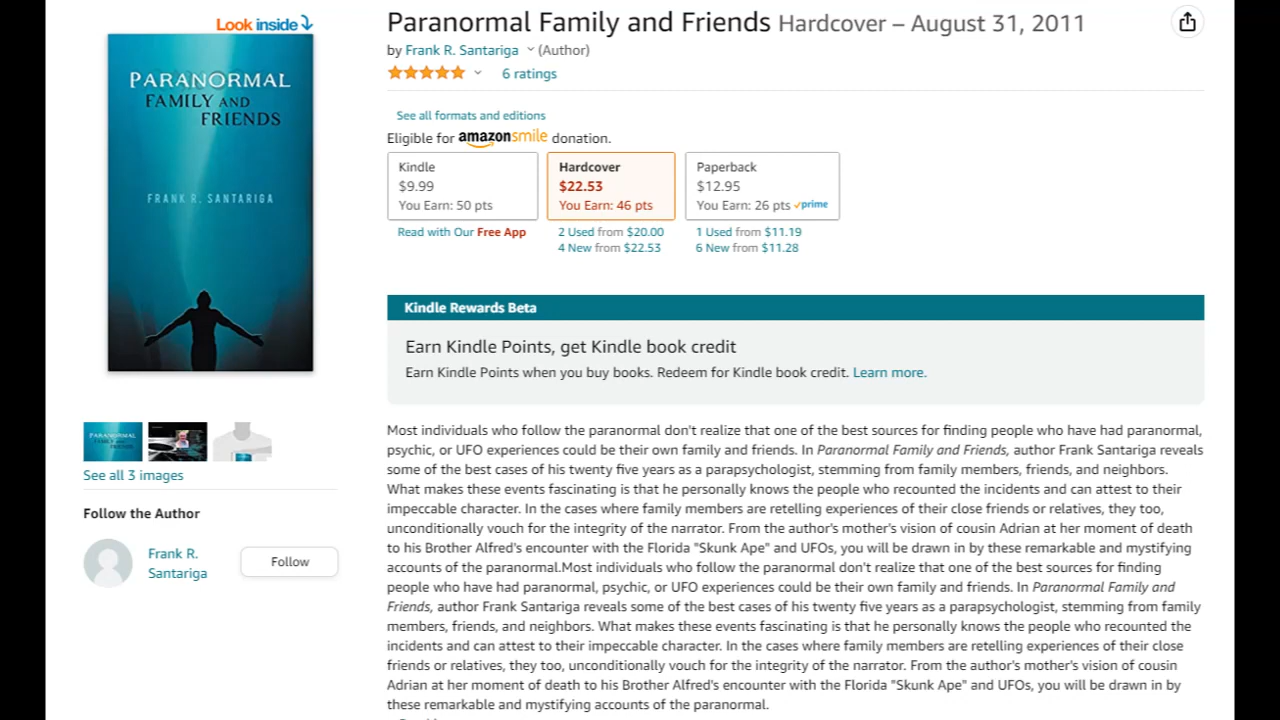 Look inside
Paranormal Family and Friends Hardcover – August 31, 2011
by Frank R. Santariga (Author)
6 ratings
PARANORMAL
FAMILY AND
FRIENDS
FRANK R. SANTARIGA
See all formats and editions
Eligible for amazonsmile donation.
Kindle
$9.99
You Earn: 50 pts
Hardcover
$22.53
You Earn: 46 pts
Paperback
$12.95
You Earn: 26 pts prime
Read with Our Free App
2 Used from $20.00
4 New from $22.53
1 Used from $11.19
6 New from $11.28
Kindle Rewards Beta
Earn Kindle Points, get Kindle book credit
Earn Kindle Points when you buy books. Redeem for Kindle book credit. Learn more.
See all 3 images
Follow the Author
Frank R.
Santariga
Follow
Most individuals who follow the paranormal don't realize that one of the best sources for finding people who have had paranormal,
psychic, or UFO experiences could be their own family and friends. In Paranormal Family and Friends, author Frank Santariga reveals
some of the best cases of his twenty five years as a parapsychologist, stemming from family members, friends, and neighbors.
What makes these events fascinating is that he personally knows the people who recounted the incidents and can attest to their
impeccable character. In the cases where family members are retelling experiences of their close friends or relatives, they too,
unconditionally vouch for the integrity of the narrator. From the author's mother's vision of cousin Adrian at her moment of death
to his Brother Alfred's encounter with the Florida "Skunk Ape" and UFOs, you will be drawn in by these remarkable and mystifying
accounts of the paranormal.Most individuals who follow the paranormal don't realize that one of the best sources for finding
people who have had paranormal, psychic, or UFO experiences could be their own family and friends. In Paranormal Family and
Friends, author Frank Santariga reveals some of the best cases of his twenty five years as a parapsychologist, stemming from family
members, friends, and neighbors. What makes these events fascinating is that he personally knows the people who recounted the
incidents and can attest to their impeccable character. In the cases where family members are retelling experiences of their close
friends or relatives, they too, unconditionally vouch for the integrity of the narrator. From the author's mother's vision of cousin
Adrian at her moment of death to his Brother Alfred's encounter with the Florida "Skunk Ape" and UFOs, you will be drawn in by
these remarkable and mystifying accounts of the paranormal.